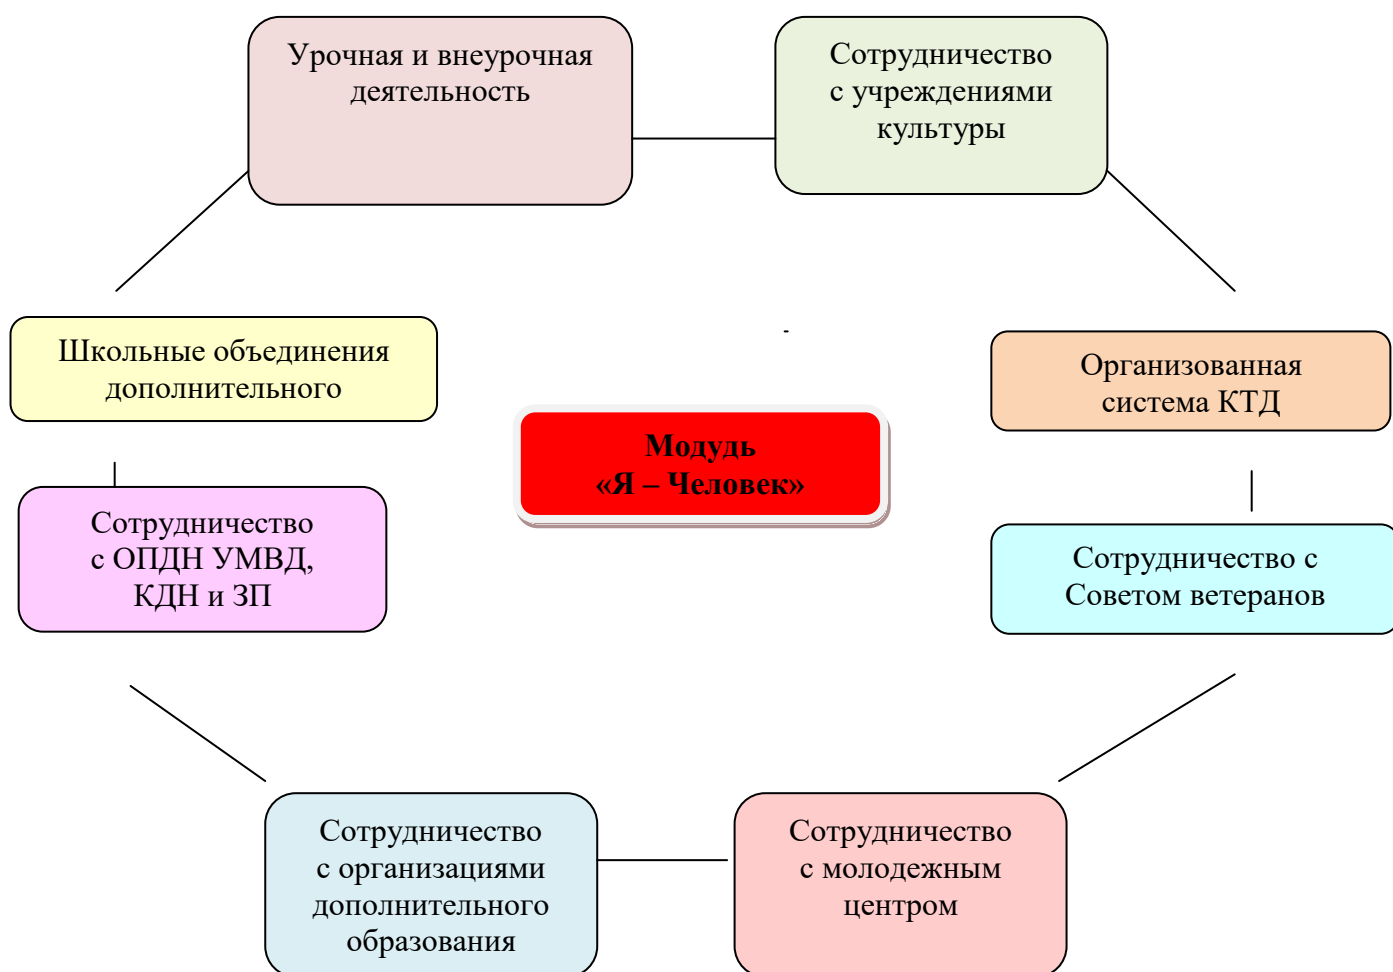 Урочная и внеурочная
деятельность
Сотрудничество
с учреждениями
культуры
Школьные объединения
дополнительного
Организованная
система КТД
Модудь
«Я – Человек»
Сотрудничество
с ОПДН УМВД,
КДН и ЗП
Сотрудничество с
Советом ветеранов
Сотрудничество
с организациями
дополнительного
образования
Сотрудничество
с молодежным
центром